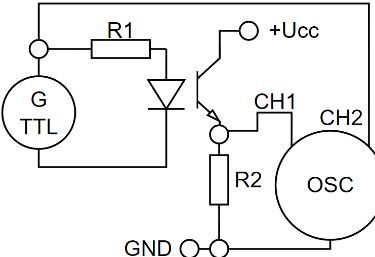 R1
+Ucc
G
TTL
CH1
CH2
R2
OSC
GND